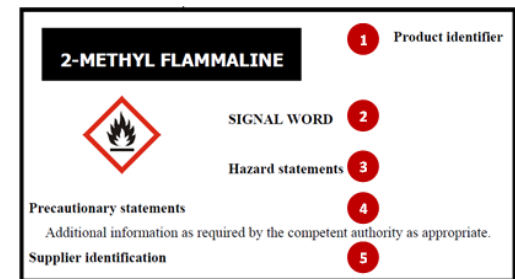 1 Product identifier
2-METHYL FLAMMALINE
SIGNAL WORD 2
Hazard statements 3
Precautionary statements 4
Additional information as required by the competent authority as appropriate.
Supplier identification 5